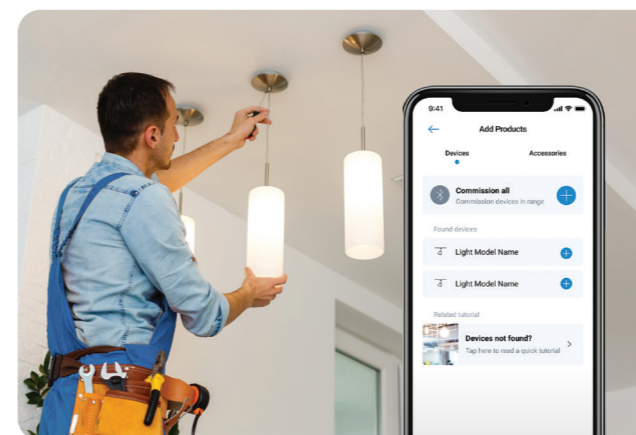 9:41
Add Products
Devices Accessories
Commission all
Commission devices in range
Found devices
Light Model Name
Light Model Name
Related tutorial
Devices not found?
Tap here to read a quick tutorial